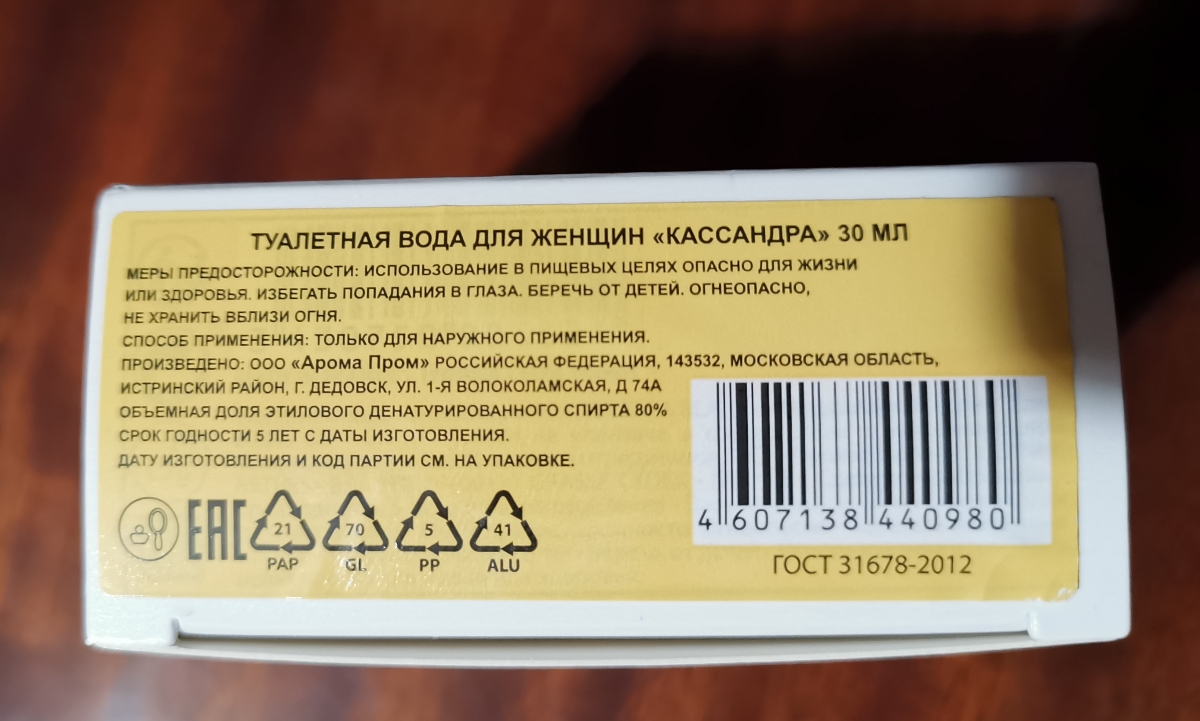 ТУАЛЕТНАЯ ВОДА ДЛЯ ЖЕНЩИН «КАССАНДРА» 30 МЛ
МЕРЫ ПРЕДОСТОРОЖНОСТИ: ИСПОЛЬЗОВАНИЕ В ПИЩЕВЫХ ЦЕЛЯХ ОПАСНО ДЛЯ ЖИЗНИ
ИЛИ ЗДОРОВЬЯ. ИЗБЕГАТЬ ПОПАДАНИЯ В ГЛАЗА. БЕРЕЧЬ ОТ ДЕТЕЙ. ОГНЕОПАСНО,
НЕ ХРАНИТЬ ВБЛИЗИ ОГНЯ.
СПОСОБ ПРИМЕНЕНИЯ: ТОЛЬКО ДЛЯ НАРУЖНОГО ПРИМЕНЕНИЯ.
ПРОИЗВЕДЕНО: ООО «Арома Пром» РОССИЙСКАЯ ФЕДЕРАЦИЯ, 143532, МОСКОВСКАЯ ОБЛАСТЬ,
ИСТРИНСКИЙ РАЙОН, Г. ДЕДОВСК, УЛ. 1-Я ВОЛОКОЛАМСКАЯ, Д 74А
ОБЪЕМНАЯ ДОЛЯ ЭТИЛОВОГО ДЕНАТУРИРОВАННОГО СПИРТА 80%
СРОК ГОДНОСТИ 5 ЛЕТ С ДАТЫ ИЗГОТОВЛЕНИЯ.
ДАТУ ИЗГОТОВЛЕНИЯ И КОД ПАРТИИ СМ. НА УПАКОВКЕ.
EAC 21 70 5 41
PAP GL PP ALU
4 607138 440980
ГОСТ 31678-2012